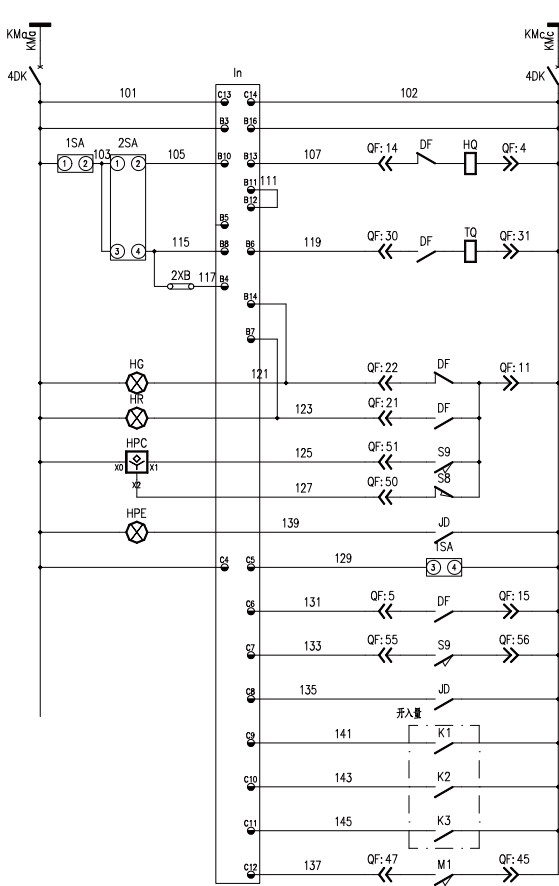 KMa KMa KMc KMc
4DK 4DK
In
101 C13 C14 102
B3 B16
1SA 2SA QF:14 DF HQ QF:4
1 2 103 1 2 105 B10 B13 107
B11 111
B12
B5
QF:30 DF TQ QF:31
3 4 115 B8 B6 119
2XB 117 B4
B14
B7
HG QF:22 DF QF:11
121
HR QF:21 DF
123
HPC QF:51 S9
X0 X1 125
X2 QF:50 S8
127
HPE 139 JD
1SA
C4 C5 129 3 4
C6 131 QF:5 DF QF:15
C7 133 QF:55 S9 QF:56
C8 135 JD
开入量
C9 141 K1
C10 143 K2
C11 145 K3
C12 137 QF:47 M1 QF:45